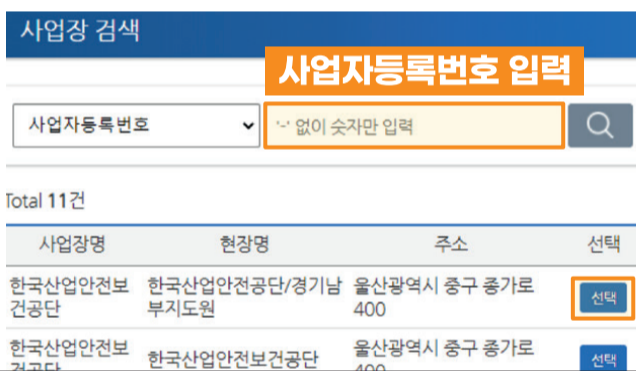 사업장 검색
사업자등록번호 입력
사업자등록번호
'-' 없이 숫자만 입력
Total 11건
사업장명 현장명 주소 선택
한국산업안전보 한국산업안전공단/경기남 울산광역시 중구 종가로 선택
건공단 부지도원 400
한국산업안전보 한국산업안전보건공단 울산광역시 중구 종가로 선택
건공단 400